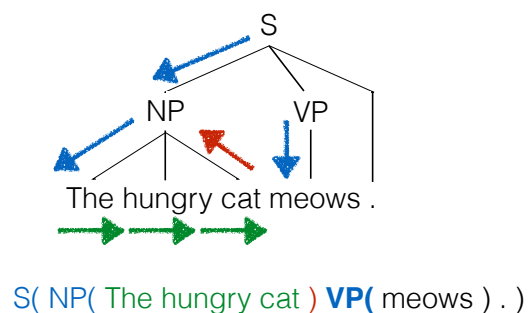 S
NP VP
The hungry cat meows .
S( NP( The hungry cat ) VP( meows ) . )